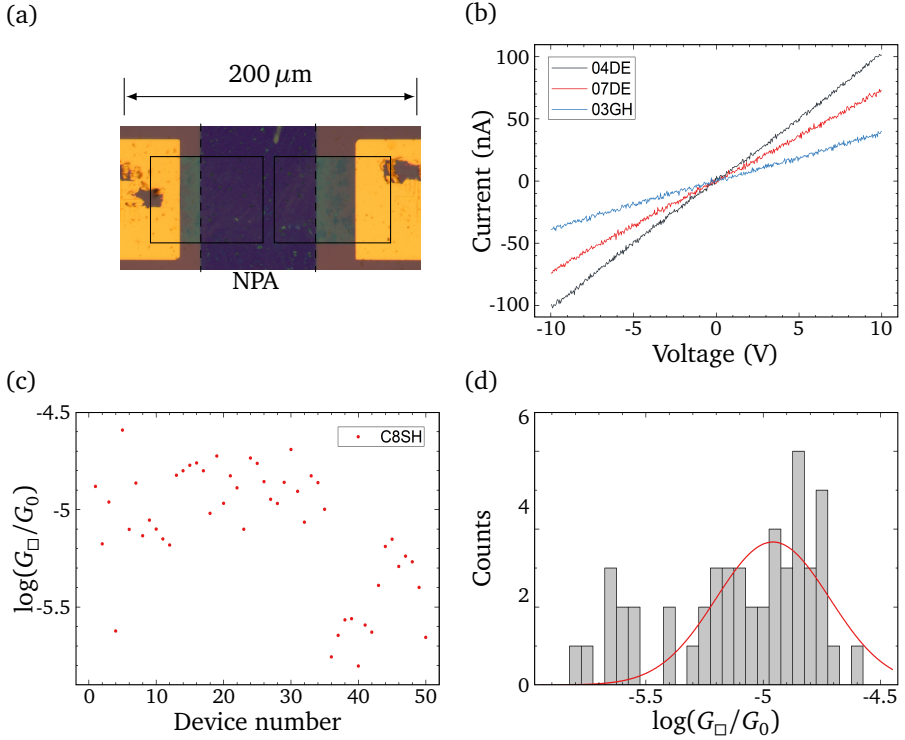 (a)
200 μm
NPA
(b)
04DE
07DE
03GH
100
50
0
-50
-100
Current (nA)
-10
-5
0
5
10
Voltage (V)
(c)
C8SH
-4.5
-5
-5.5
log(G□/G0)
0
10
20
30
40
50
Device number
(d)
6
4
2
0
Counts
-5.5
-5
-4.5
log(G□/G0)